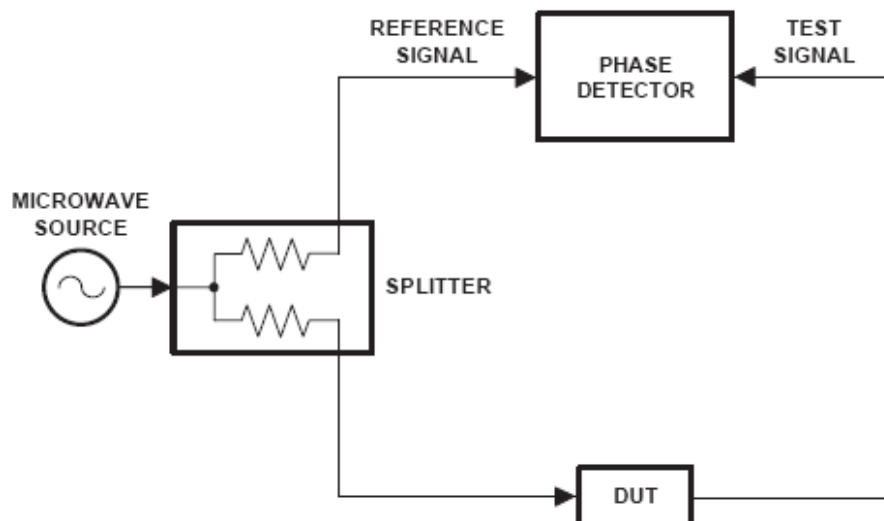 REFERENCE
SIGNAL
PHASE
DETECTOR
TEST
SIGNAL
MICROWAVE
SOURCE
SPLITTER
DUT